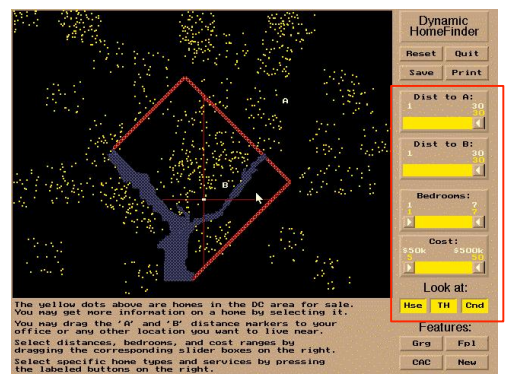 Dynamic
HomeFinder
Reset Quit
Save Print
Dist to A:
1 30
30
Dist to B:
1 30
30
Bedrooms:
1 7
1 7
Cost:
$50k $500k
5 50
Look at:
Hse TH Cnd
Features:
Grg Fpl
CAC New
A
B
The yellow dots above are homes in the DC area for sale.
You may get more information on a home by selecting it.
You may drag the 'A' and 'B' distance markers to your
office or any other location you want to live near.
Select distances, bedrooms, and cost ranges by
dragging the corresponding slider boxes on the right.
Select specific home types and services by pressing
the labeled buttons on the right.